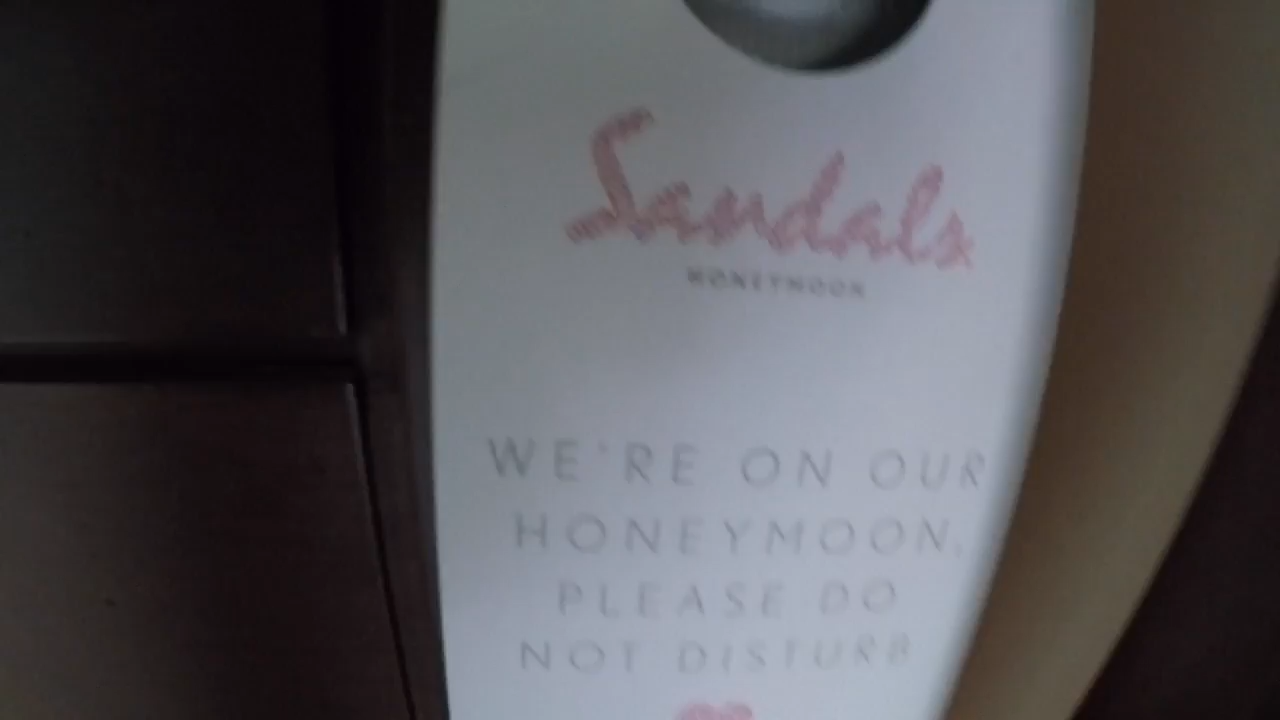 Sandals
HONEYMOON
WE'RE ON OUR
HONEYMOON.
PLEASE DO
NOT DISTURB